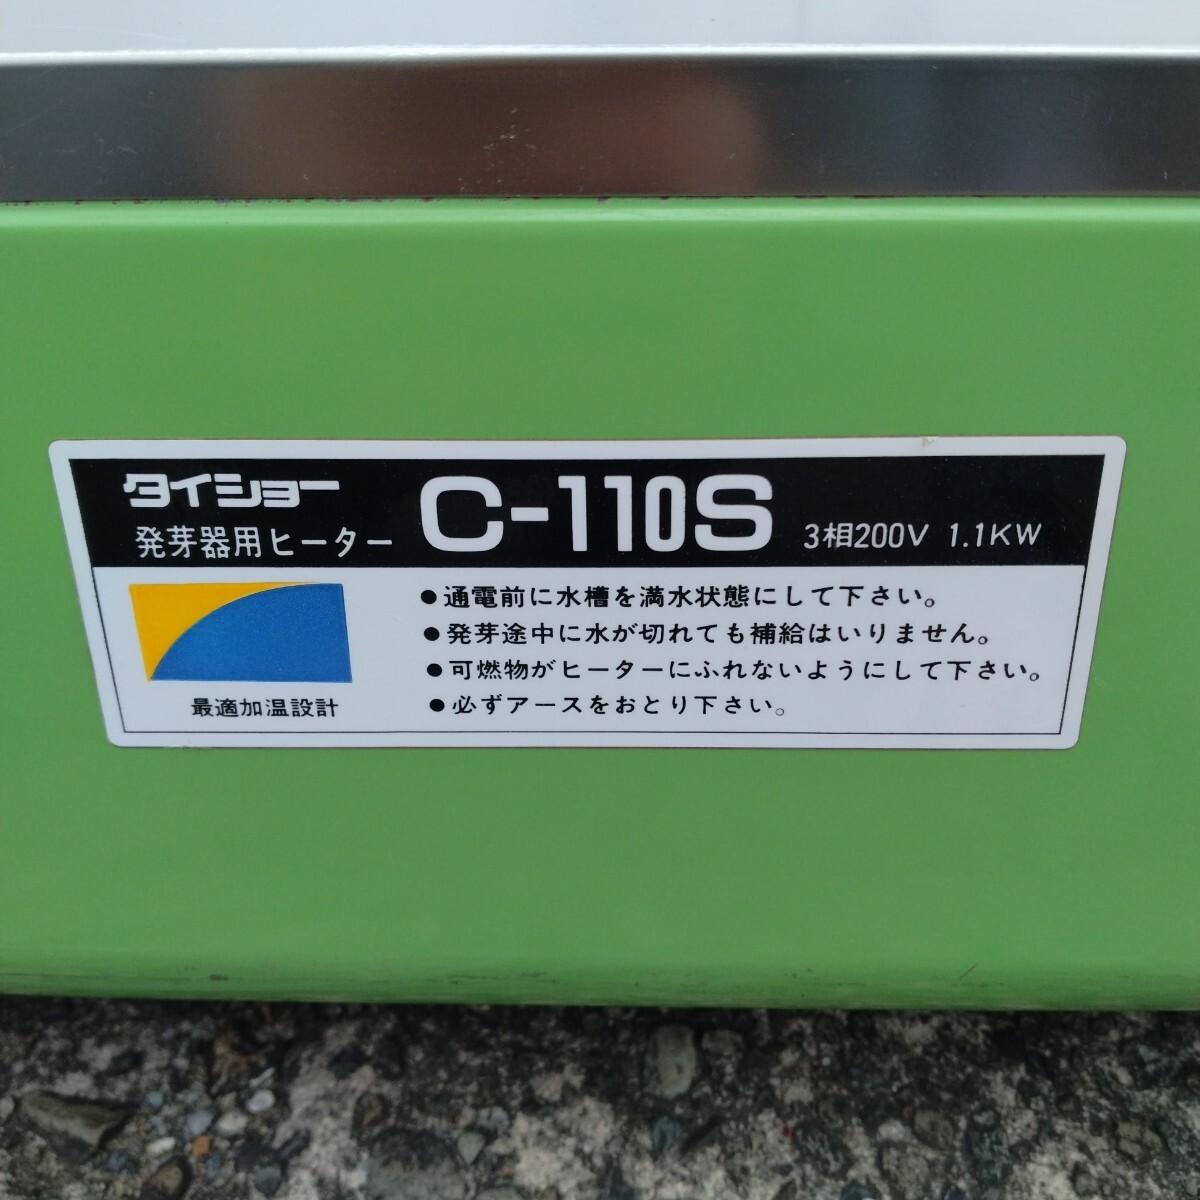 タイショー
発芽器用ヒーター
C-110S
3相200V 1.1KW
●通電前に水槽を満水状態にして下さい。
●発芽途中に水が切れても補給はいりません。
●可燃物がヒーターにふれないようにして下さい。
●必ずアースをおとり下さい。
最適加温設計